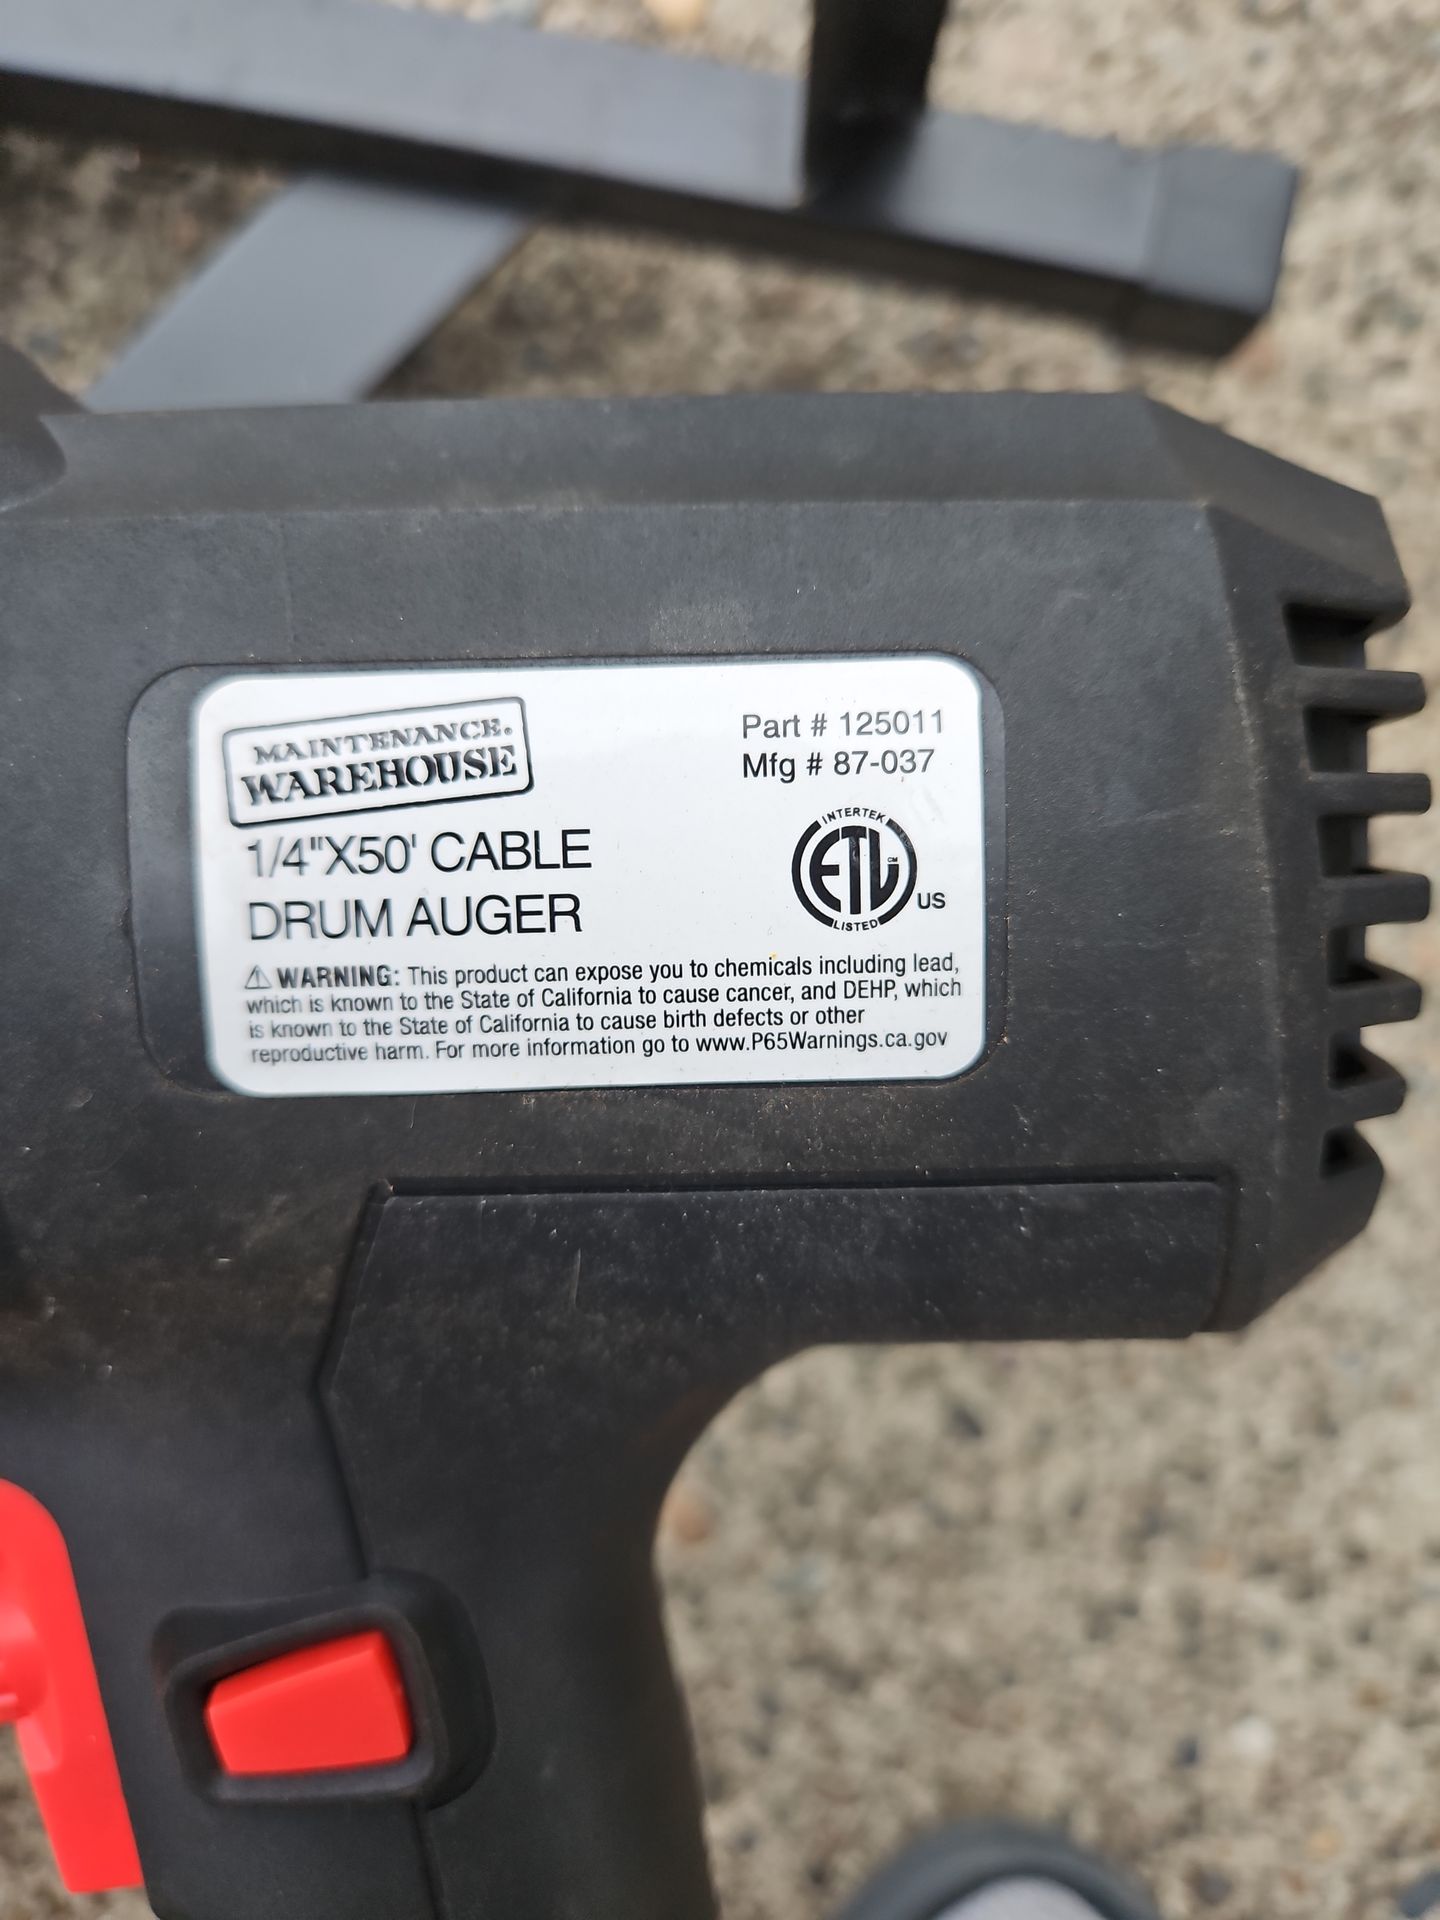 MAINTENANCE®
WAREHOUSE
Part # 125011
Mfg # 87-037
1/4"X50' CABLE
DRUM AUGER
INTERTEK
ETL CM
LISTED
US
⚠ WARNING: This product can expose you to chemicals including lead,
which is known to the State of California to cause cancer, and DEHP, which
is known to the State of California to cause birth defects or other
reproductive harm. For more information go to www.P65Warnings.ca.gov